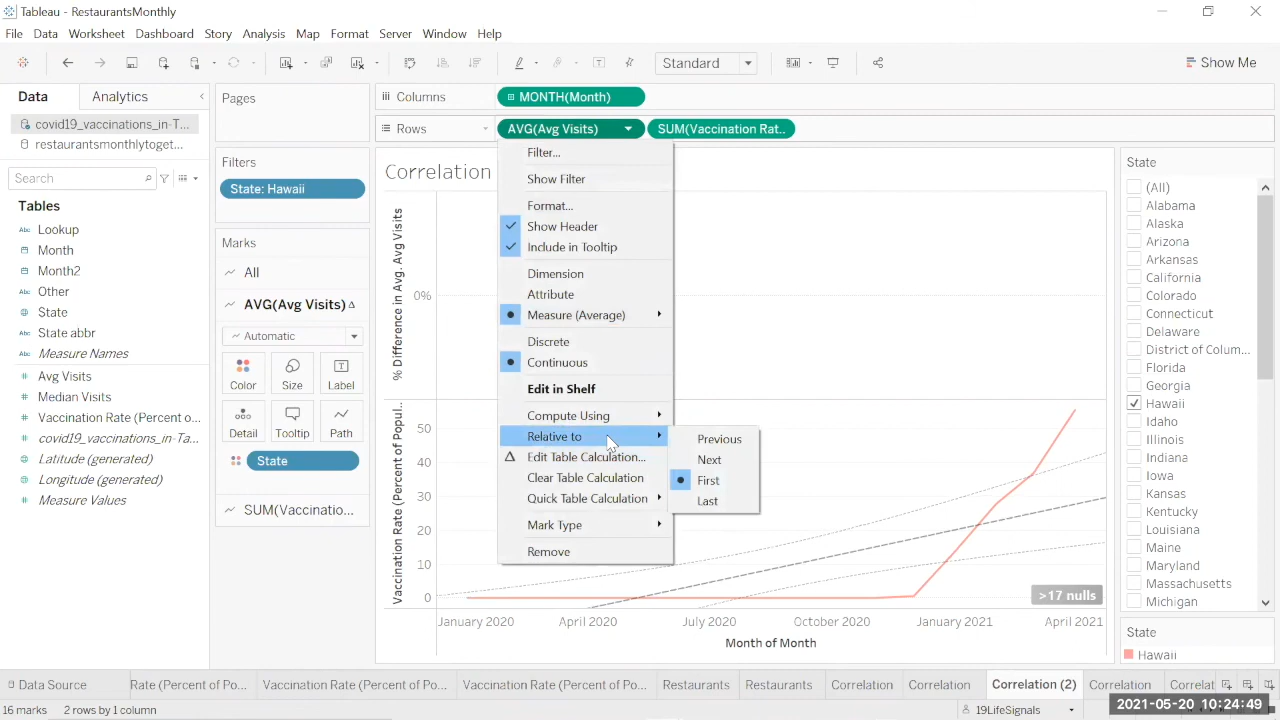 Tableau - RestaurantsMonthly
File Data Worksheet Dashboard Story Analysis Map Format Server Window Help
Standard
Show Me
Data Analytics
covid19_vaccinations_in-T...
restaurantsmonthlytoget...
Search
Tables
Abc Lookup
Month
Month2
Abc Other
State
Abc State abbr
Abc Measure Names
Avg Visits
Median Visits
Vaccination Rate (Percent o...
covid19_vaccinations_in-Ta...
Latitude (generated)
Longitude (generated)
Measure Values
Pages
Filters
State: Hawaii
Marks
All
AVG(Avg Visits)
Automatic
Color Size Label
Detail Tooltip Path
State
SUM(Vaccinatio...
Columns MONTH(Month)
Rows AVG(Avg Visits) SUM(Vaccination Rat..
Correlation
Filter...
Show Filter
Format...
Show Header
Include in Tooltip
Dimension
Attribute
Measure (Average)
Discrete
Continuous
Edit in Shelf
Compute Using
Relative to
Edit Table Calculation...
Clear Table Calculation
Quick Table Calculation
Mark Type
Remove
Previous
Next
First
Last
% Difference in Avg. Avg Visits
0%
Vaccination Rate (Percent of Popul..
50
40
30
20
10
0
>17 nulls
January 2020 April 2020 July 2020 October 2020 January 2021 April 2021
Month of Month
State
(All)
Alabama
Alaska
Arizona
Arkansas
California
Colorado
Connecticut
Delaware
District of Colum...
Florida
Georgia
Hawaii
Idaho
Illinois
Indiana
Iowa
Kansas
Kentucky
Louisiana
Maine
Maryland
Massachusetts
Michigan
State
Hawaii
Data Source Rate (Percent of Po... Vaccination Rate (Percent of Po... Vaccination Rate (Percent of Po... Restaurants Restaurants Correlation Correlation Correlation (2) Correlation Correlat
16 marks 2 rows by 1 column
19LifeSignals
2021-05-20 10:24:49